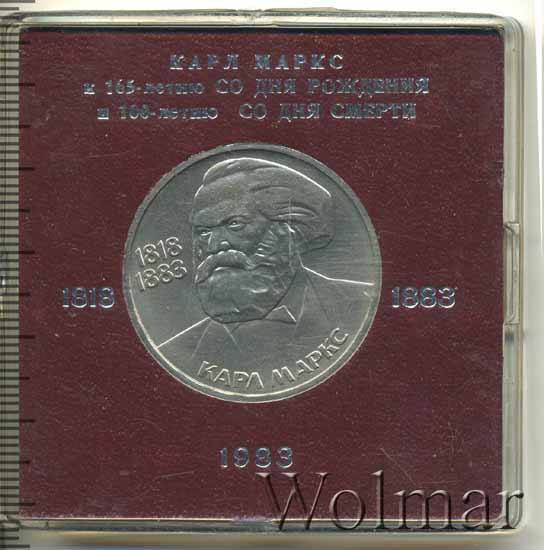 КАРЛ МАРКС
к 165-летию СО ДНЯ РОЖДЕНИЯ
и 100-летию СО ДНЯ СМЕРТИ
1818
1883
КАРЛ МАРКС
1818
1883
1983
Wolmar